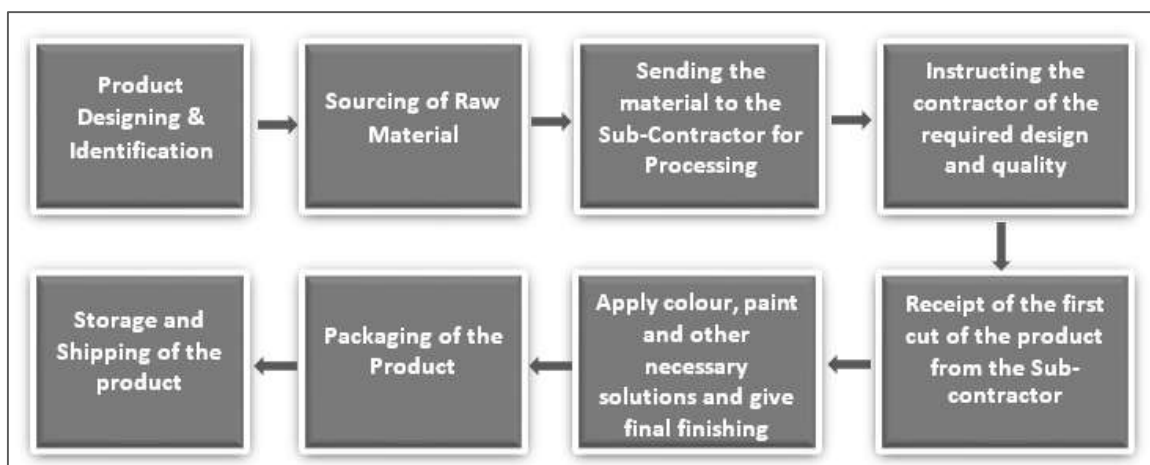 Product
Designing &
Identification
Sourcing of Raw
Material
Sending the
material to the
Sub-Contractor for
Processing
Instructing the
contractor of the
required design
and quality
Receipt of the first
cut of the product
from the Sub-
contractor
Apply colour, paint
and other
necessary
solutions and give
final finishing
Packaging of the
Product
Storage and
Shipping of the
product